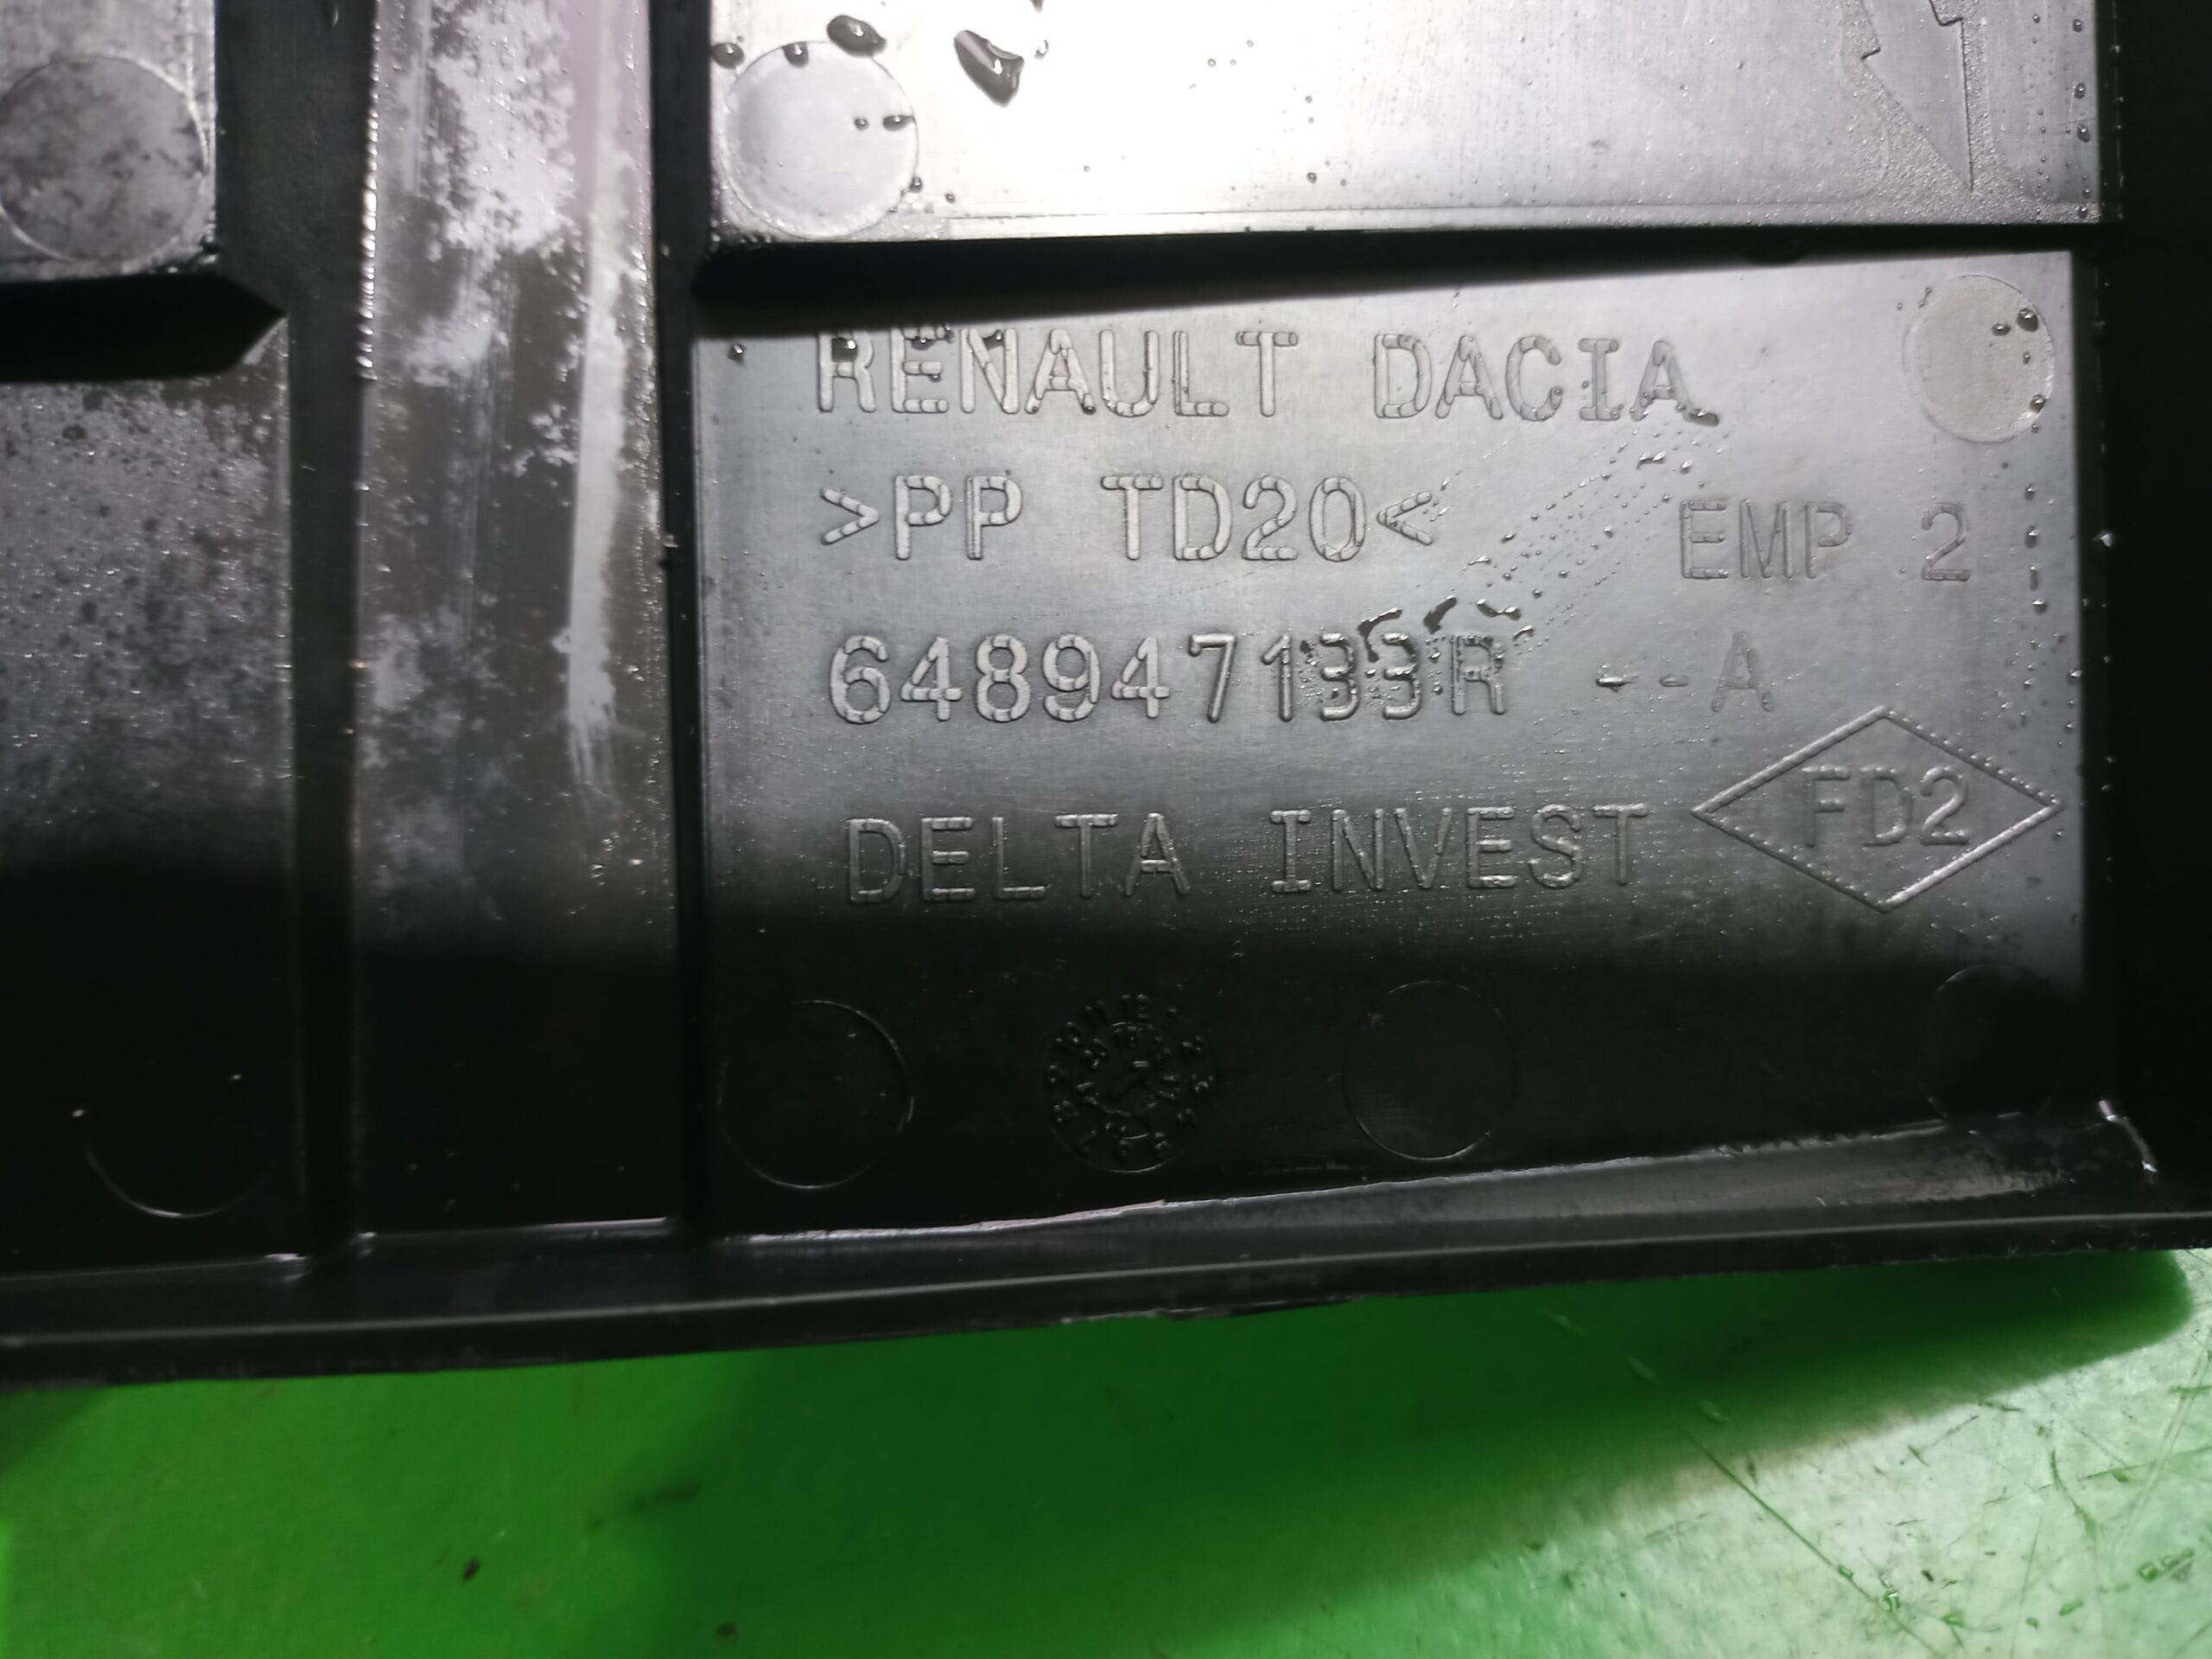 RENAULT DACIA
>PP TD20< EMP 2
648947133R --A
DELTA INVEST FD2